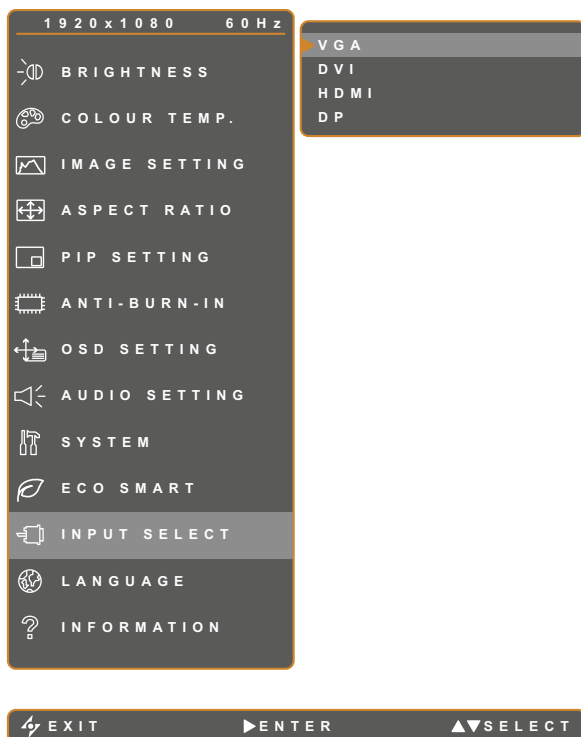 1920x1080 60Hz
BRIGHTNESS
COLOUR TEMP.
IMAGE SETTING
ASPECT RATIO
PIP SETTING
ANTI-BURN-IN
OSD SETTING
AUDIO SETTING
SYSTEM
ECO SMART
INPUT SELECT
LANGUAGE
INFORMATION
VGA
DVI
HDMI
DP
EXIT ▶ENTER ▲▼SELECT